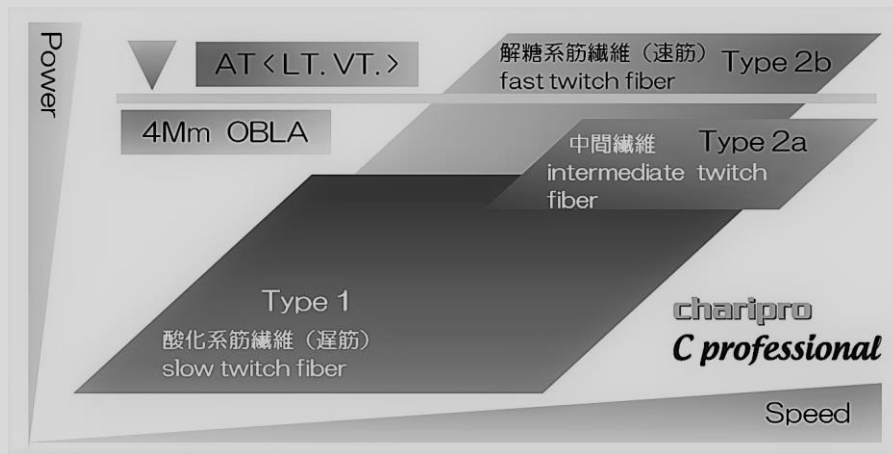 Power
AT<LT. VT.>
4Mm OBLA
解糖系筋繊維（速筋）
fast twitch fiber
Type 2b
中間繊維
Type 2a
intermediate twitch
fiber
Type 1
酸化系筋繊維（遅筋）
slow twitch fiber
charipro
C professional
Speed